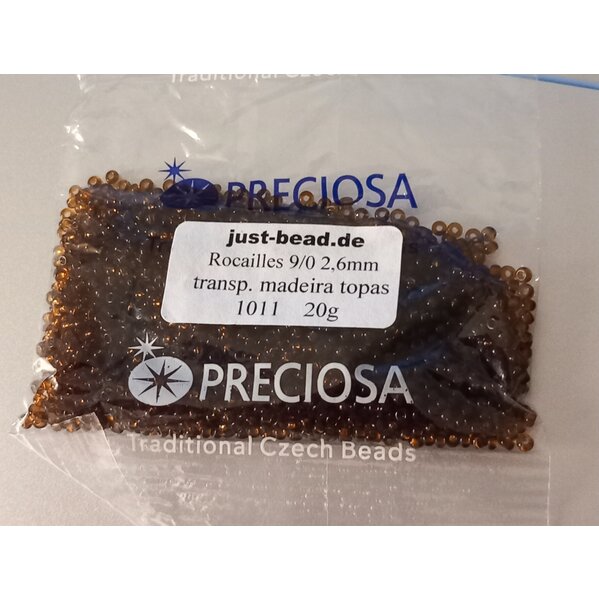 Traditional Czech Beads
PRECIOSA
just-bead.de
Rocailles 9/0 2,6mm
transp. madeira topas
1011 20g
PRECIOSA
Traditional Czech Beads